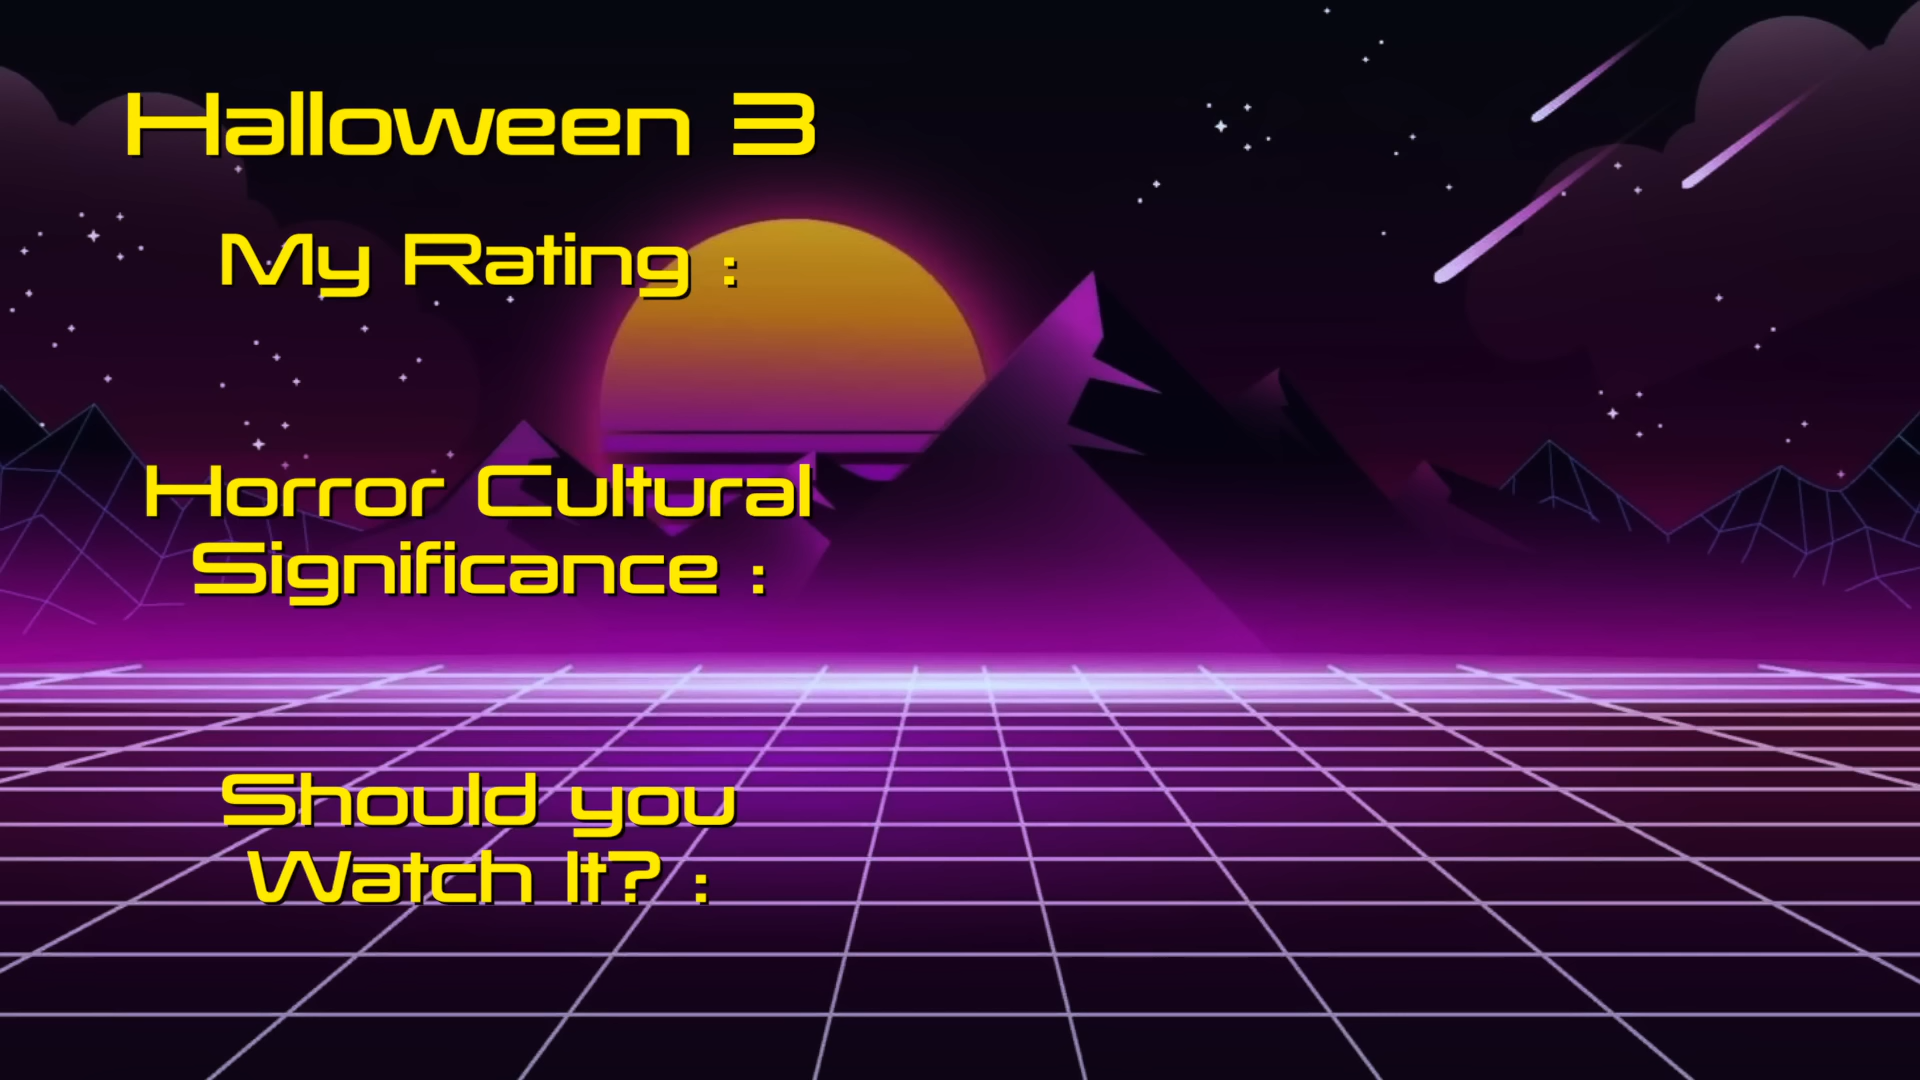 Halloween 3
My Rating :
Horror Cultural
Significance :
Should you
Watch It? :